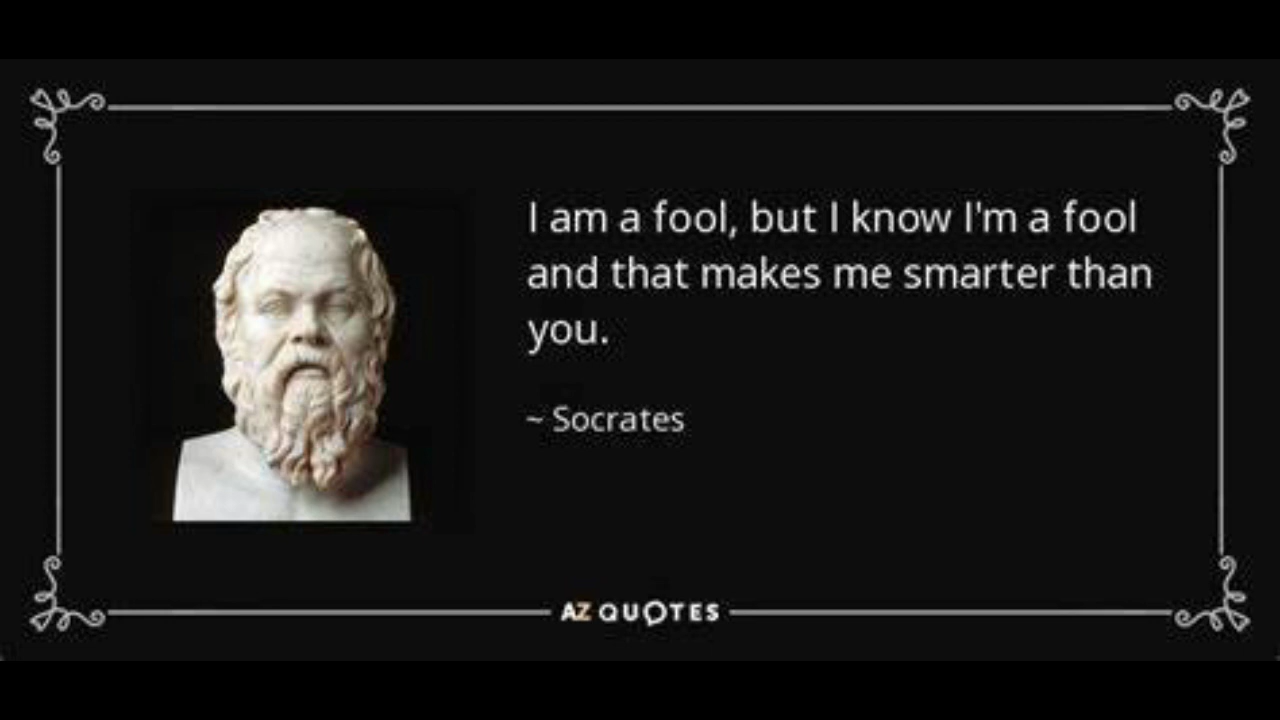 I am a fool, but I know I'm a fool
and that makes me smarter than
you.
~ Socrates
AZ QUOTES